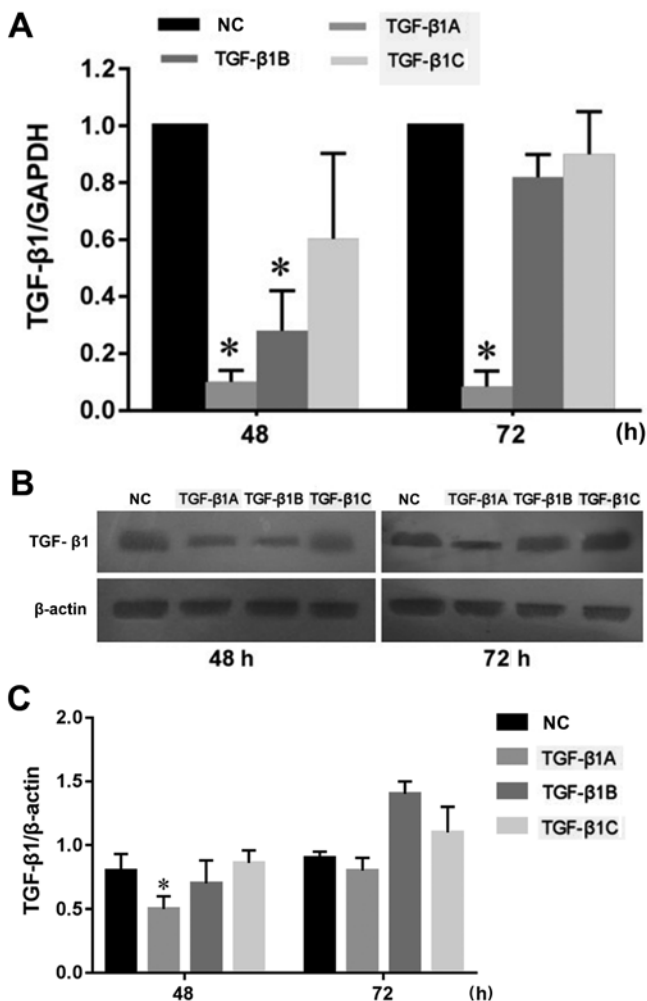 A
NC
TGF-β1A
TGF-β1B
TGF-β1C
TGF-β1/GAPDH
1.2
1.0
0.8
0.6
0.4
0.2
0.0
*
*
*
48
72
(h)
B
NC TGF-β1A TGF-β1B TGF-β1C NC TGF-β1A TGF-β1B TGF-β1C
TGF- β1
β-actin
48 h
72 h
C
TGF-β1/β-actin
2.0
1.5
1.0
0.5
0.0
*
48
72
(h)
NC
TGF-β1A
TGF-β1B
TGF-β1C